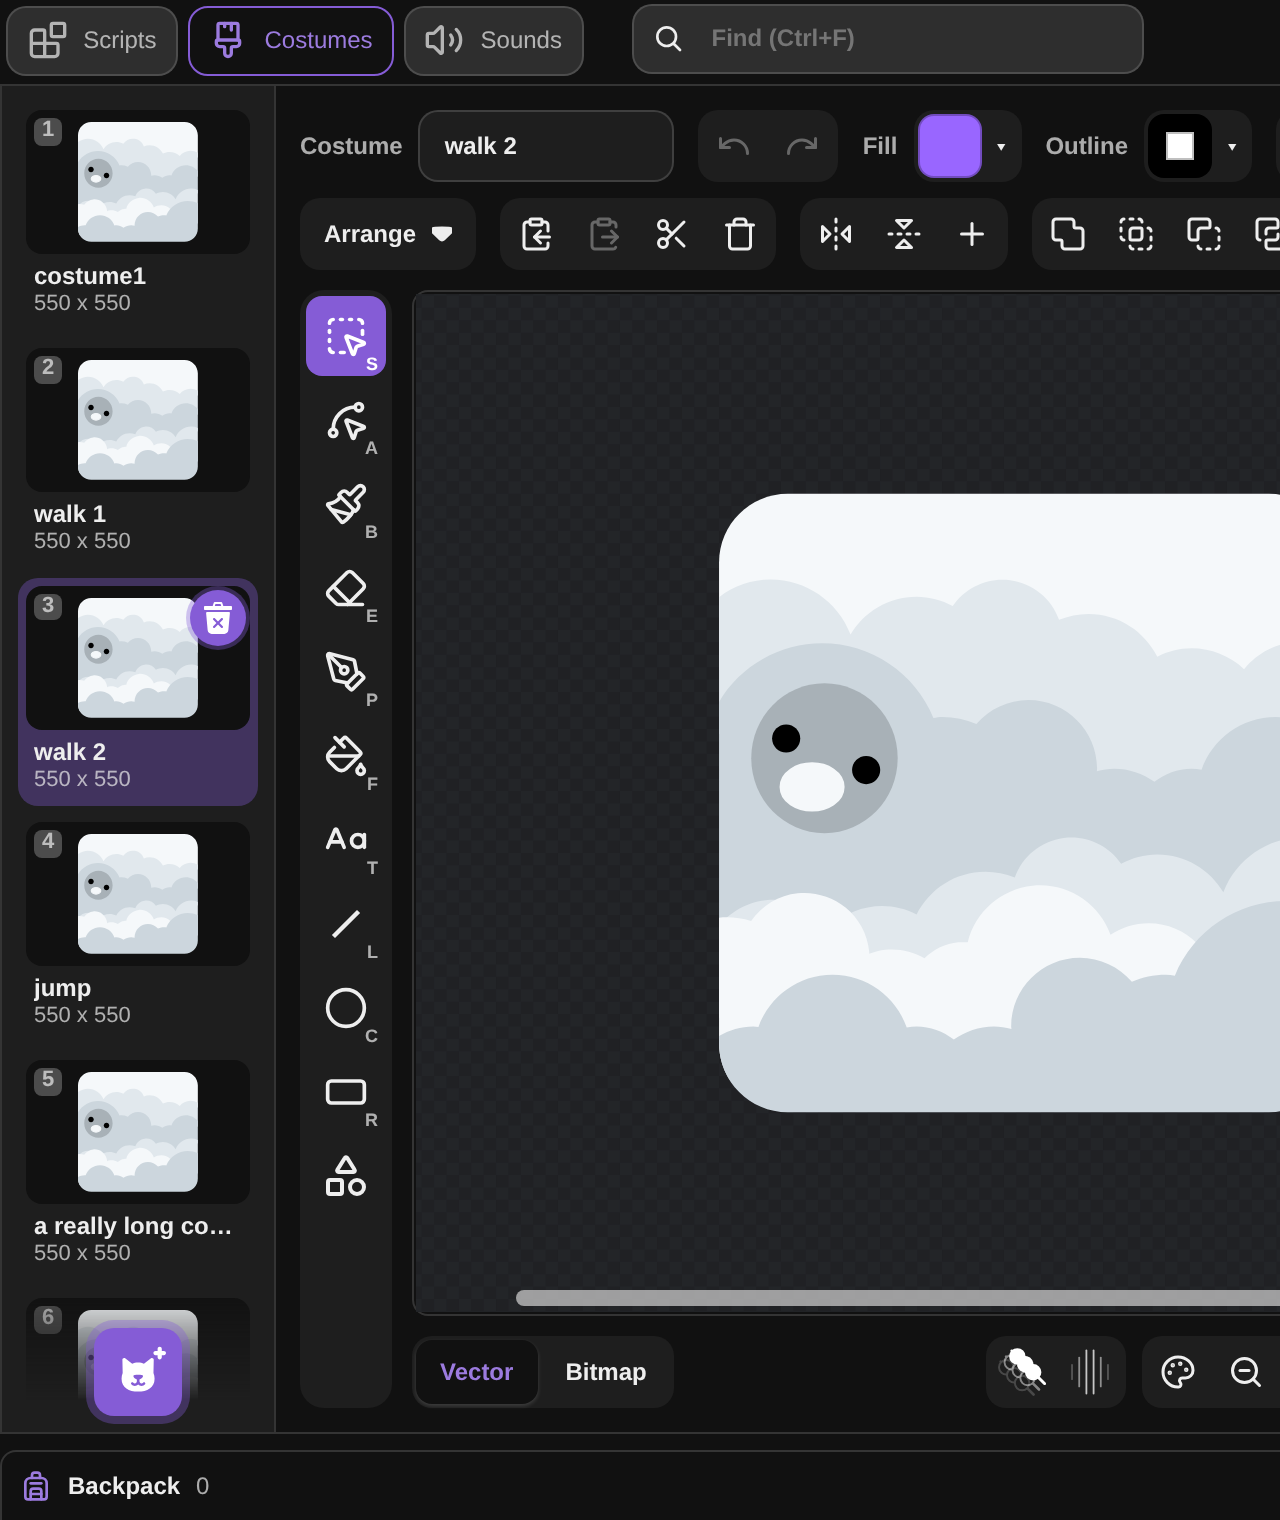 Scripts
Costumes
Sounds
Find (Ctrl+F)
1
costume1
550 x 550
2
walk 1
550 x 550
3
walk 2
550 x 550
4
jump
550 x 550
5
a really long co…
550 x 550
6
Costume
walk 2
Fill
Outline
Arrange
S
A
B
E
P
F
Aa
T
L
C
R
Vector
Bitmap
Backpack 0